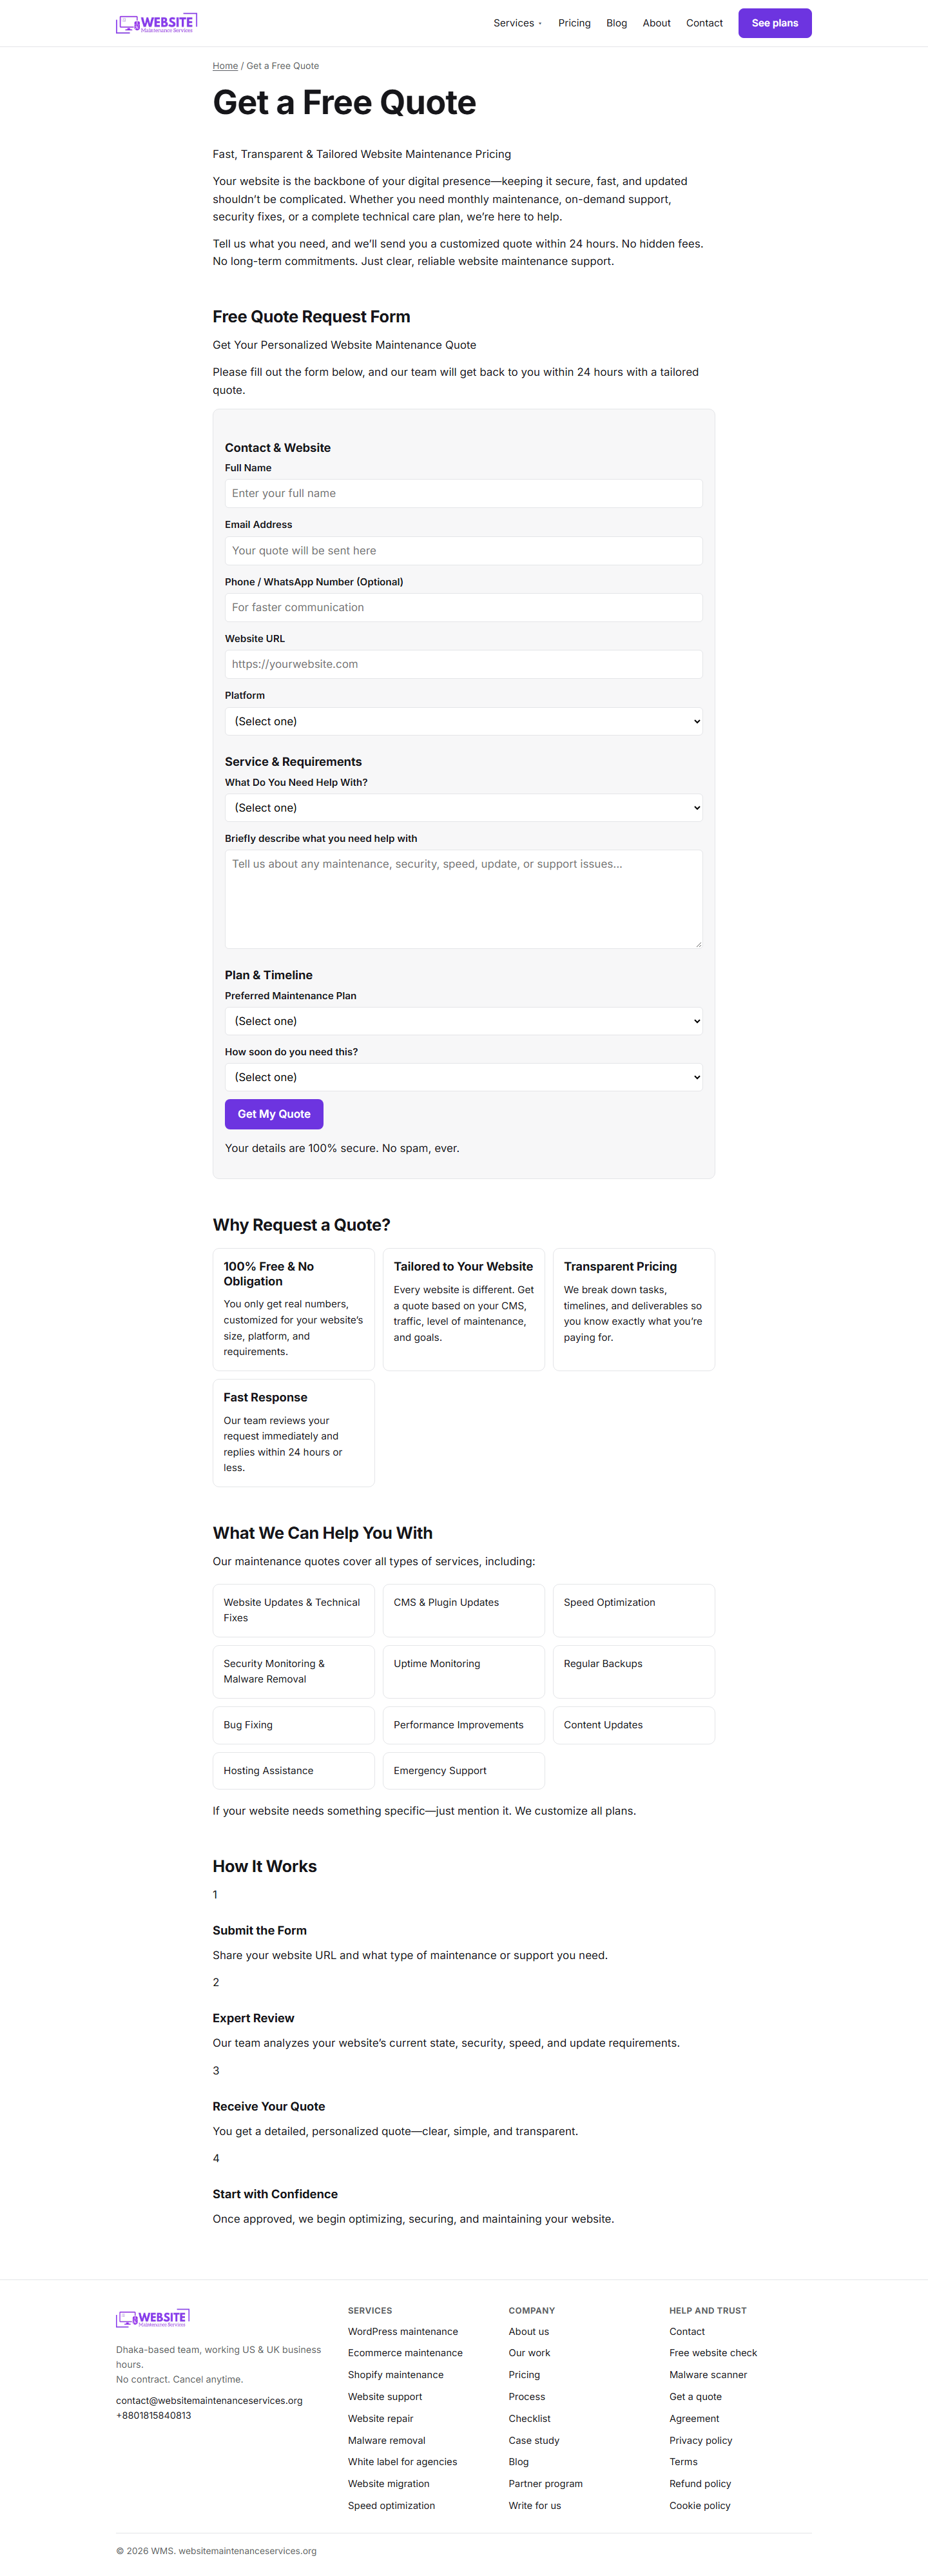 WEBSITE
Maintenance Services
Services
Pricing
Blog
About
Contact
See plans
Home / Get a Free Quote
Get a Free Quote
Fast, Transparent & Tailored Website Maintenance Pricing
Your website is the backbone of your digital presence—keeping it secure, fast, and updated
shouldn’t be complicated. Whether you need monthly maintenance, on-demand support,
security fixes, or a complete technical care plan, we’re here to help.
Tell us what you need, and we’ll send you a customized quote within 24 hours. No hidden fees.
No long-term commitments. Just clear, reliable website maintenance support.
Free Quote Request Form
Get Your Personalized Website Maintenance Quote
Please fill out the form below, and our team will get back to you within 24 hours with a tailored
quote.
Contact & Website
Full Name
Enter your full name
Email Address
Your quote will be sent here
Phone / WhatsApp Number (Optional)
For faster communication
Website URL
https://yourwebsite.com
Platform
(Select one)
Service & Requirements
What Do You Need Help With?
(Select one)
Briefly describe what you need help with
Tell us about any maintenance, security, speed, update, or support issues...
Plan & Timeline
Preferred Maintenance Plan
(Select one)
How soon do you need this?
(Select one)
Get My Quote
Your details are 100% secure. No spam, ever.
Why Request a Quote?
100% Free & No
Obligation
You only get real numbers,
customized for your website’s
size, platform, and
requirements.
Tailored to Your Website
Every website is different. Get
a quote based on your CMS,
traffic, level of maintenance,
and goals.
Transparent Pricing
We break down tasks,
timelines, and deliverables so
you know exactly what you’re
paying for.
Fast Response
Our team reviews your
request immediately and
replies within 24 hours or
less.
What We Can Help You With
Our maintenance quotes cover all types of services, including:
Website Updates & Technical
Fixes
CMS & Plugin Updates
Speed Optimization
Security Monitoring &
Malware Removal
Uptime Monitoring
Regular Backups
Bug Fixing
Performance Improvements
Content Updates
Hosting Assistance
Emergency Support
If your website needs something specific—just mention it. We customize all plans.
How It Works
1
Submit the Form
Share your website URL and what type of maintenance or support you need.
2
Expert Review
Our team analyzes your website’s current state, security, speed, and update requirements.
3
Receive Your Quote
You get a detailed, personalized quote—clear, simple, and transparent.
4
Start with Confidence
Once approved, we begin optimizing, securing, and maintaining your website.
WEBSITE
Maintenance Services
Dhaka-based team, working US & UK business
hours.
No contract. Cancel anytime.
contact@websitemaintenanceservices.org
+8801815840813
SERVICES
WordPress maintenance
Ecommerce maintenance
Shopify maintenance
Website support
Website repair
Malware removal
White label for agencies
Website migration
Speed optimization
COMPANY
About us
Our work
Pricing
Process
Checklist
Case study
Blog
Partner program
Write for us
HELP AND TRUST
Contact
Free website check
Malware scanner
Get a quote
Agreement
Privacy policy
Terms
Refund policy
Cookie policy
© 2026 WMS. websitemaintenanceservices.org